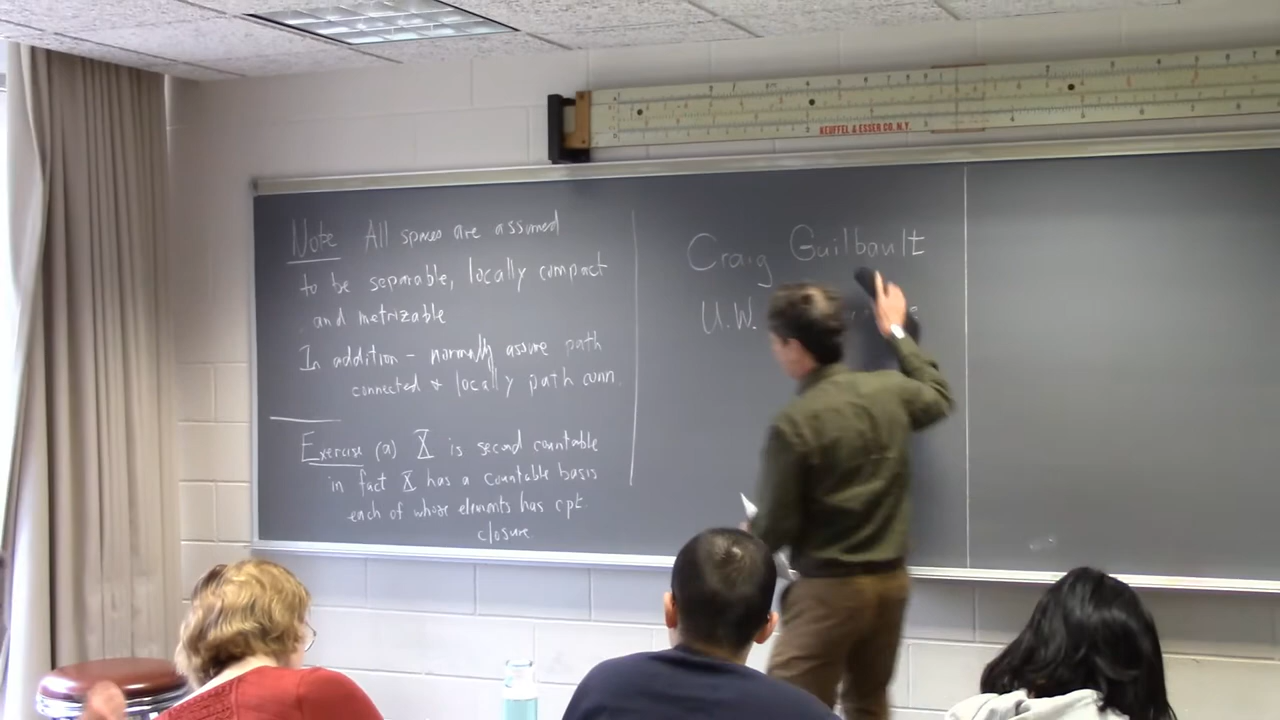 KEUFFEL & ESSER CO. N.Y.
Note All spaces are assumed
to be separable, locally compact
and metrizable
In addition - normally assume path
connected & locally path conn.
Exercise (a) X is second countable
in fact X has a countable basis
each of whose elements has cpt.
closure
Craig Guilbault
U.W.